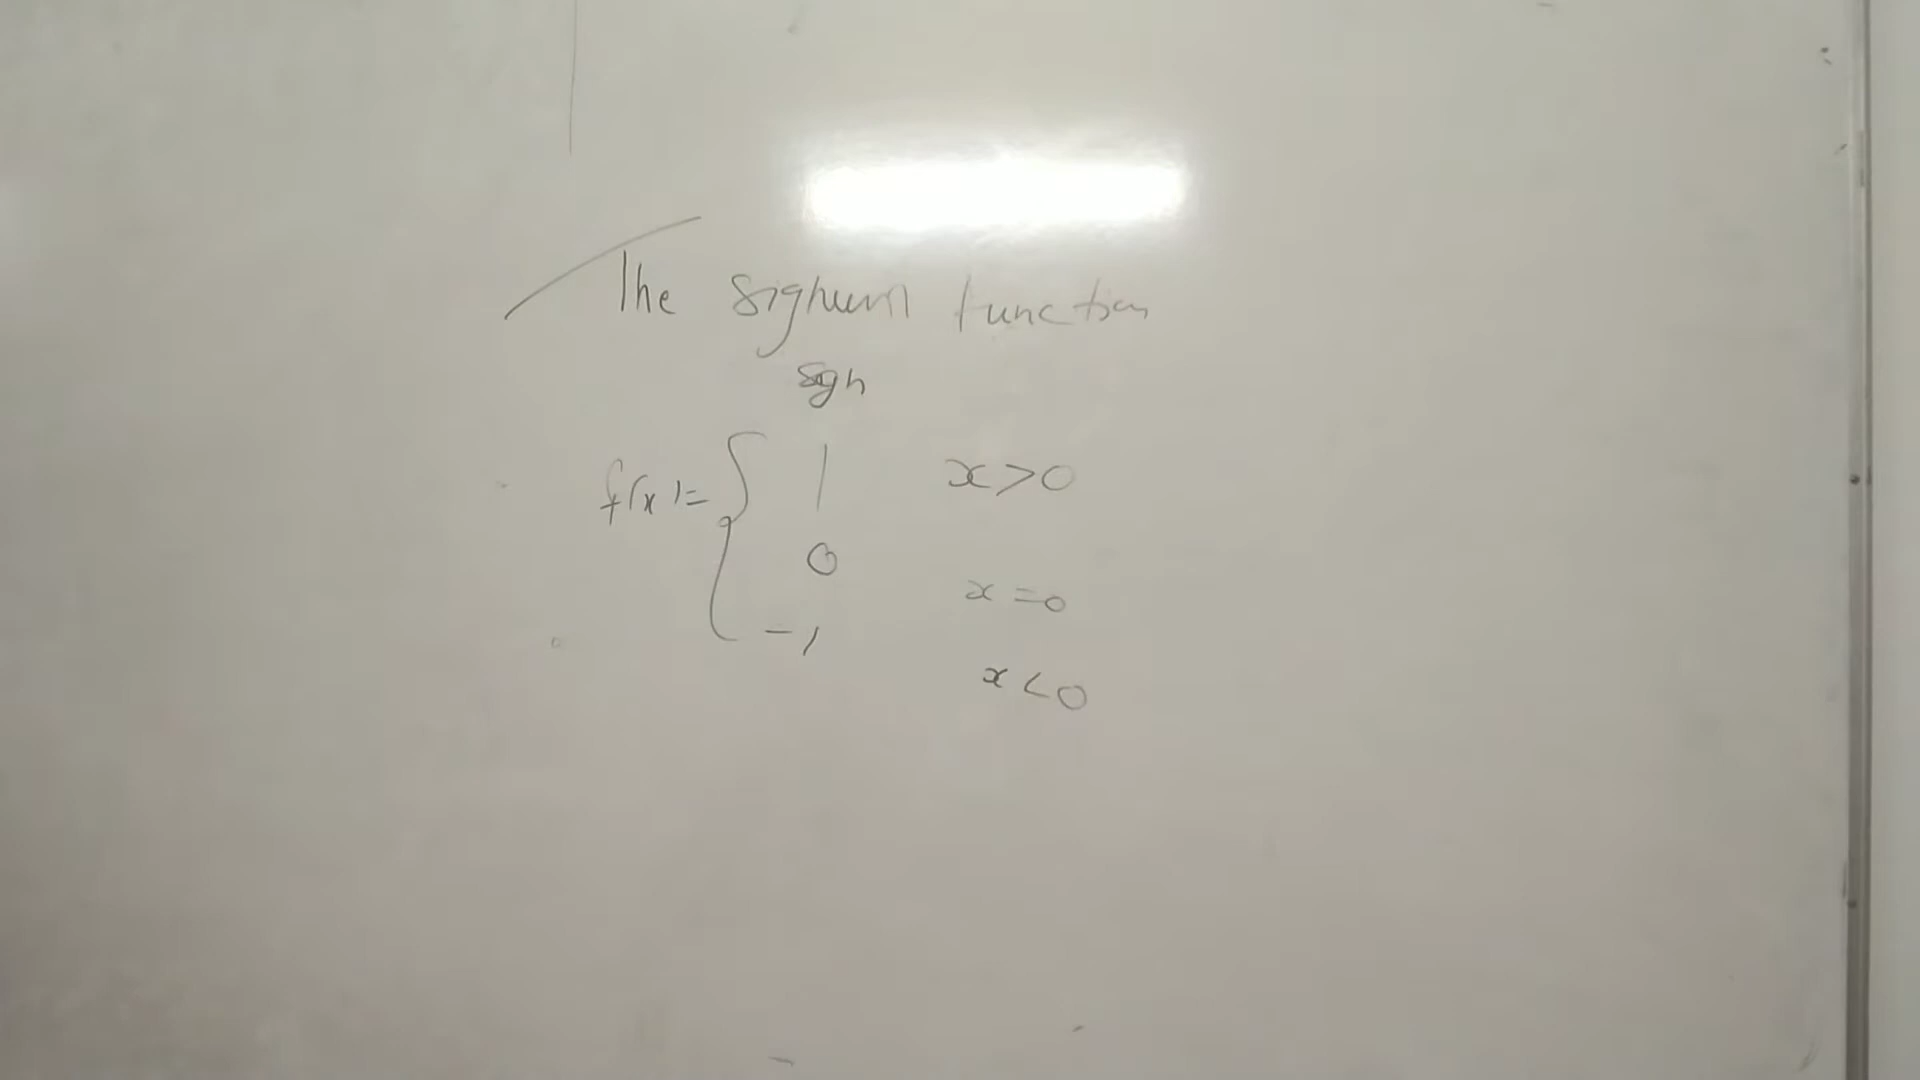 The signum function
sgn
f(x) = { 1 x>0
0 x=0
-1 x<0